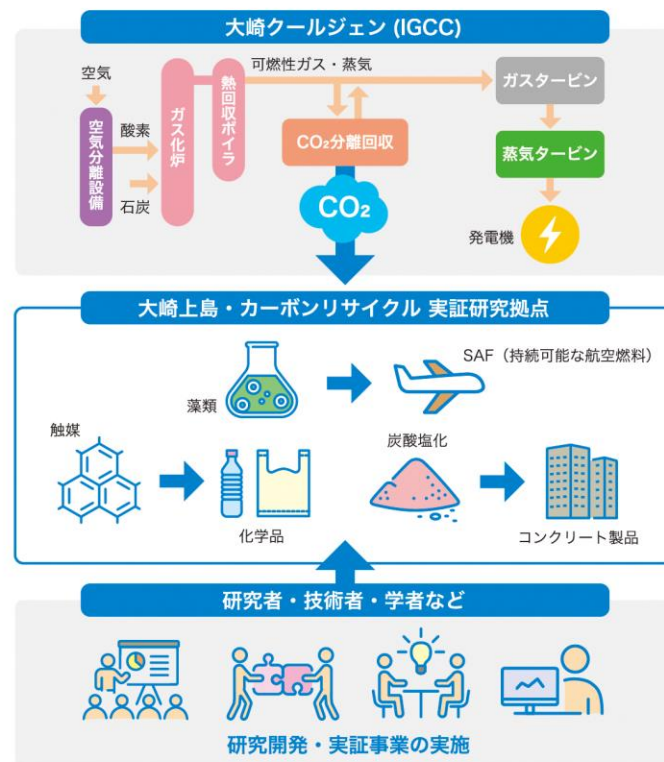 大崎クールジェン (IGCC)
空気
可燃性ガス・蒸気
空気分離設備
酸素
石炭
ガス化炉
熱回収ボイラ
CO₂分離回収
CO₂
ガスタービン
蒸気タービン
発電機
大崎上島・カーボンリサイクル 実証研究拠点
藻類
SAF（持続可能な航空燃料）
触媒
化学品
炭酸塩化
コンクリート製品
研究者・技術者・学者など
研究開発・実証事業の実施